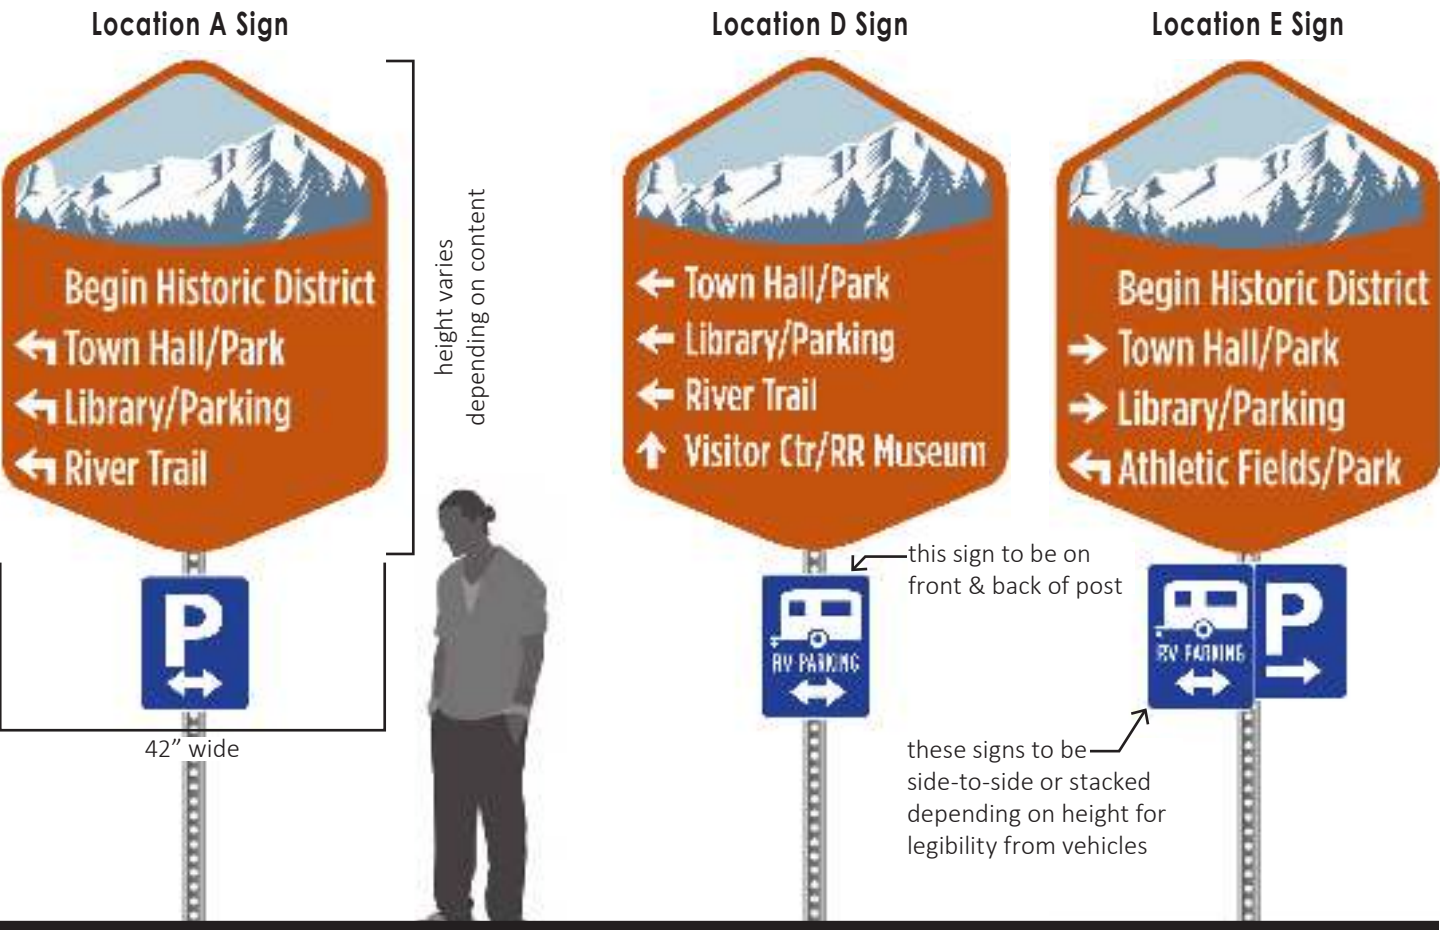 Location A Sign
Begin Historic District
Town Hall/Park
Library/Parking
River Trail
P
42” wide
height varies
depending on content
Location D Sign
Town Hall/Park
Library/Parking
River Trail
Visitor Ctr/RR Museum
this sign to be on
front & back of post
RV PARKING
Location E Sign
Begin Historic District
Town Hall/Park
Library/Parking
Athletic Fields/Park
RV PARKING
P
these signs to be
side-to-side or stacked
depending on height for
legibility from vehicles